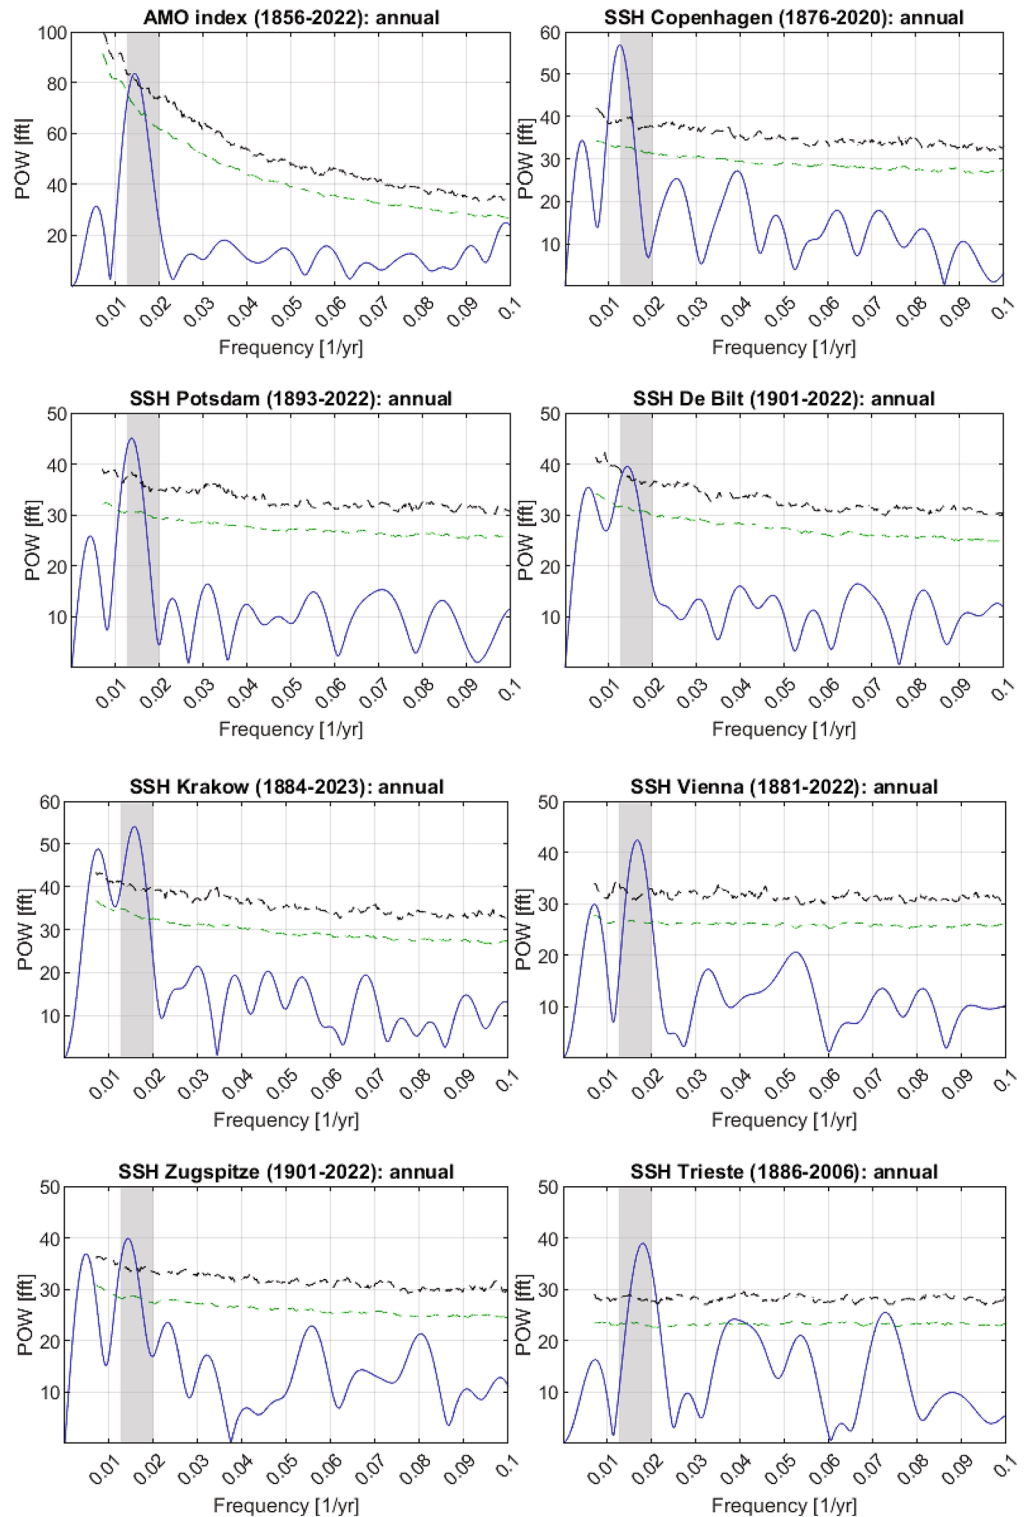 AMO index (1856-2022): annual
POW |fft|
100
80
60
40
20
0.01 0.02 0.03 0.04 0.05 0.06 0.07 0.08 0.09 0.1
Frequency [1/yr]
SSH Copenhagen (1876-2020): annual
POW [fft]
60
50
40
30
20
10
0.01 0.02 0.03 0.04 0.05 0.06 0.07 0.08 0.09 0.1
Frequency [1/yr]
SSH Potsdam (1893-2022): annual
POW [fft]
50
40
30
20
10
0.01 0.02 0.03 0.04 0.05 0.06 0.07 0.08 0.09 0.1
Frequency [1/yr]
SSH De Bilt (1901-2022): annual
POW [fft]
50
40
30
20
10
0.01 0.02 0.03 0.04 0.05 0.06 0.07 0.08 0.09 0.1
Frequency [1/yr]
SSH Krakow (1884-2023): annual
POW [fft]
60
50
40
30
20
10
0.01 0.02 0.03 0.04 0.05 0.06 0.07 0.08 0.09 0.1
Frequency [1/yr]
SSH Vienna (1881-2022): annual
POW [fft]
50
40
30
20
10
0.01 0.02 0.03 0.04 0.05 0.06 0.07 0.08 0.09 0.1
Frequency [1/yr]
SSH Zugspitze (1901-2022): annual
POW [fft]
50
40
30
20
10
0.01 0.02 0.03 0.04 0.05 0.06 0.07 0.08 0.09 0.1
Frequency [1/yr]
SSH Trieste (1886-2006): annual
POW [fft]
50
40
30
20
10
0.01 0.02 0.03 0.04 0.05 0.06 0.07 0.08 0.09 0.1
Frequency [1/yr]